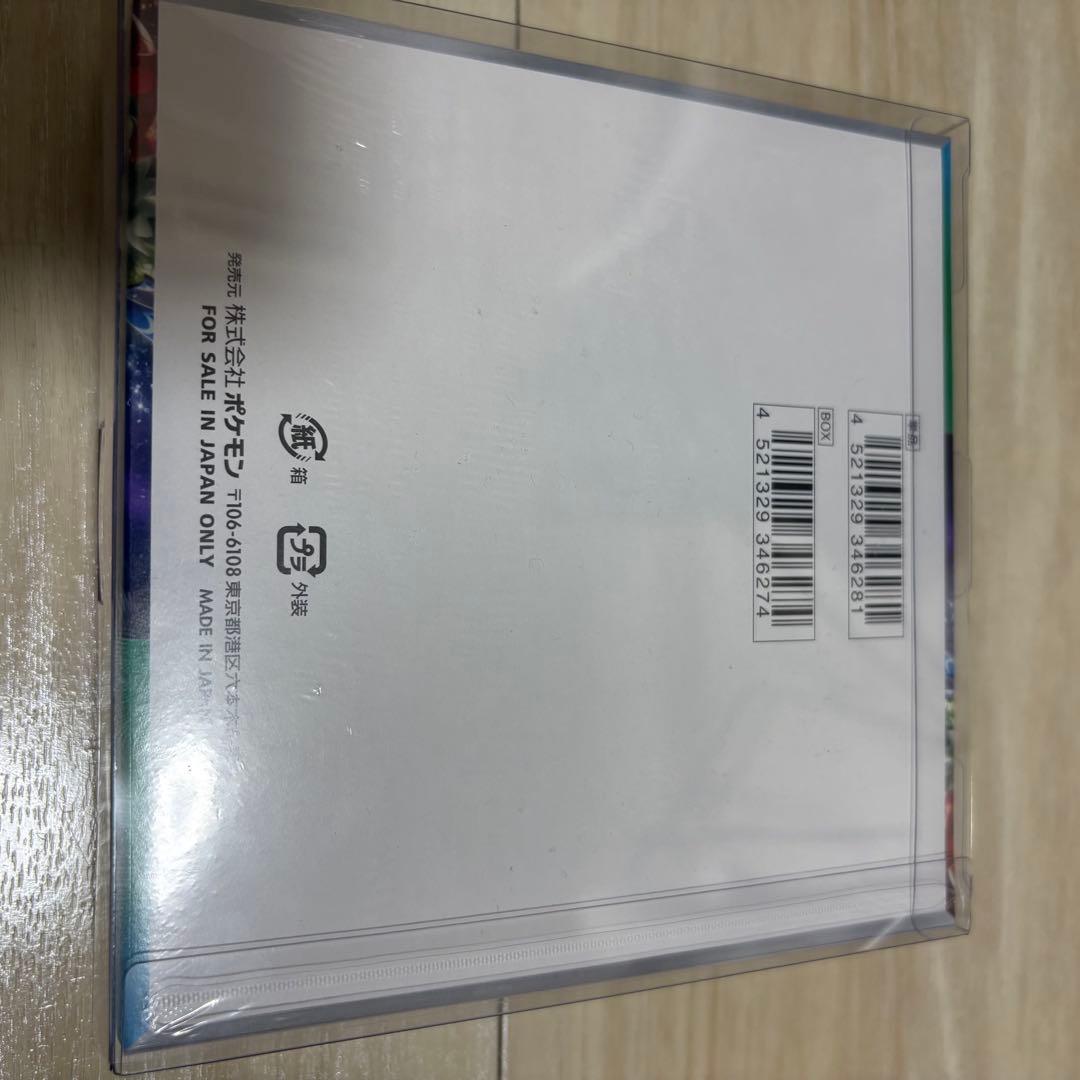 単品
4 521329 346281
BOX
4 521329 346274
紙
箱
プラ
外装
発売元 株式会社ポケモン 〒106-6108 東京都港区六本木
FOR SALE IN JAPAN ONLY MADE IN JAPAN